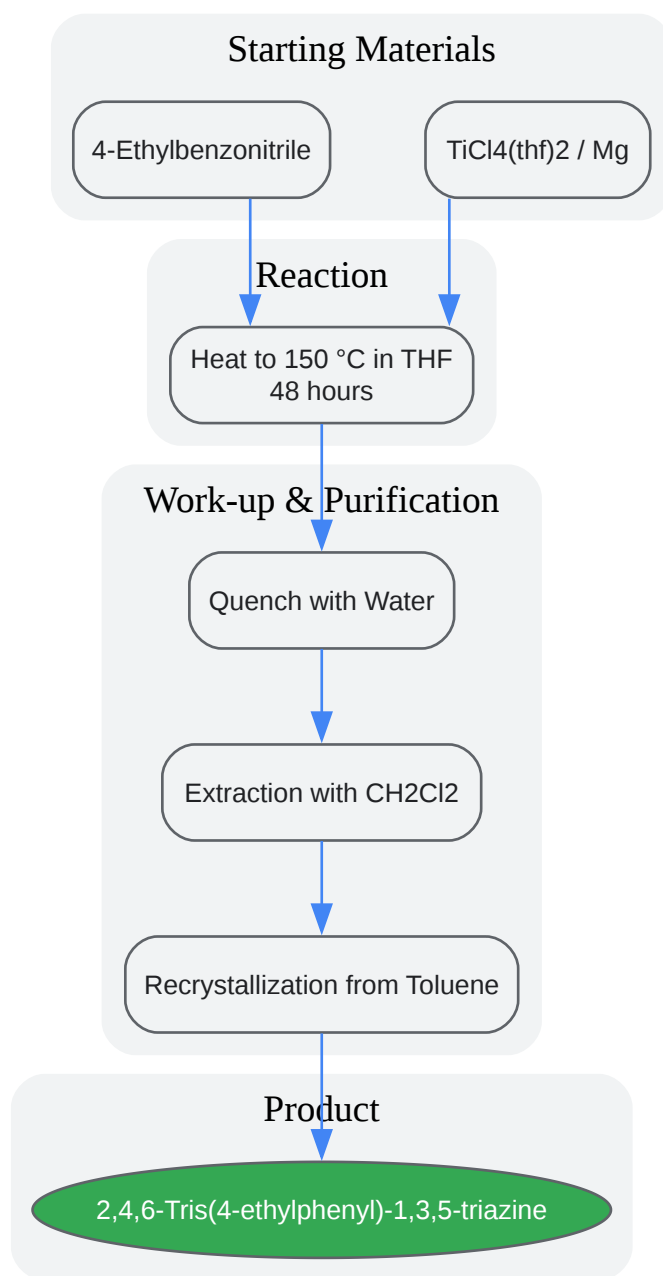 Starting Materials
4-Ethylbenzonitrile
TiCl4(thf)2 / Mg
Reaction
Heat to 150 °C in THF
48 hours
Work-up & Purification
Quench with Water
Extraction with CH2Cl2
Recrystallization from Toluene
Product
2,4,6-Tris(4-ethylphenyl)-1,3,5-triazine